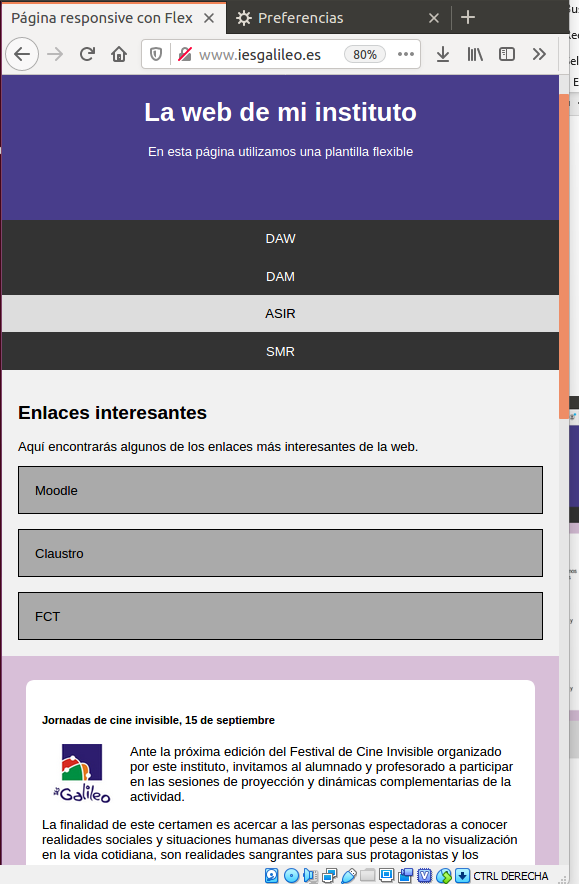 Página responsive con Flex
Preferencias
www.iesgalileo.es
80%
La web de mi instituto
En esta página utilizamos una plantilla flexible
DAW
DAM
ASIR
SMR
Enlaces interesantes
Aquí encontrarás algunos de los enlaces más interesantes de la web.
Moodle
Claustro
FCT
Jornadas de cine invisible, 15 de septiembre
Galileo
Ante la próxima edición del Festival de Cine Invisible organizado
por este instituto, invitamos al alumnado y profesorado a participar
en las sesiones de proyección y dinámicas complementarias de la
actividad.
La finalidad de este certamen es acercar a las personas espectadoras a conocer
realidades sociales y situaciones humanas diversas que pese a la no visualización
en la vida cotidiana, son realidades sangrantes para sus protagonistas y los
CTRL DERECHA